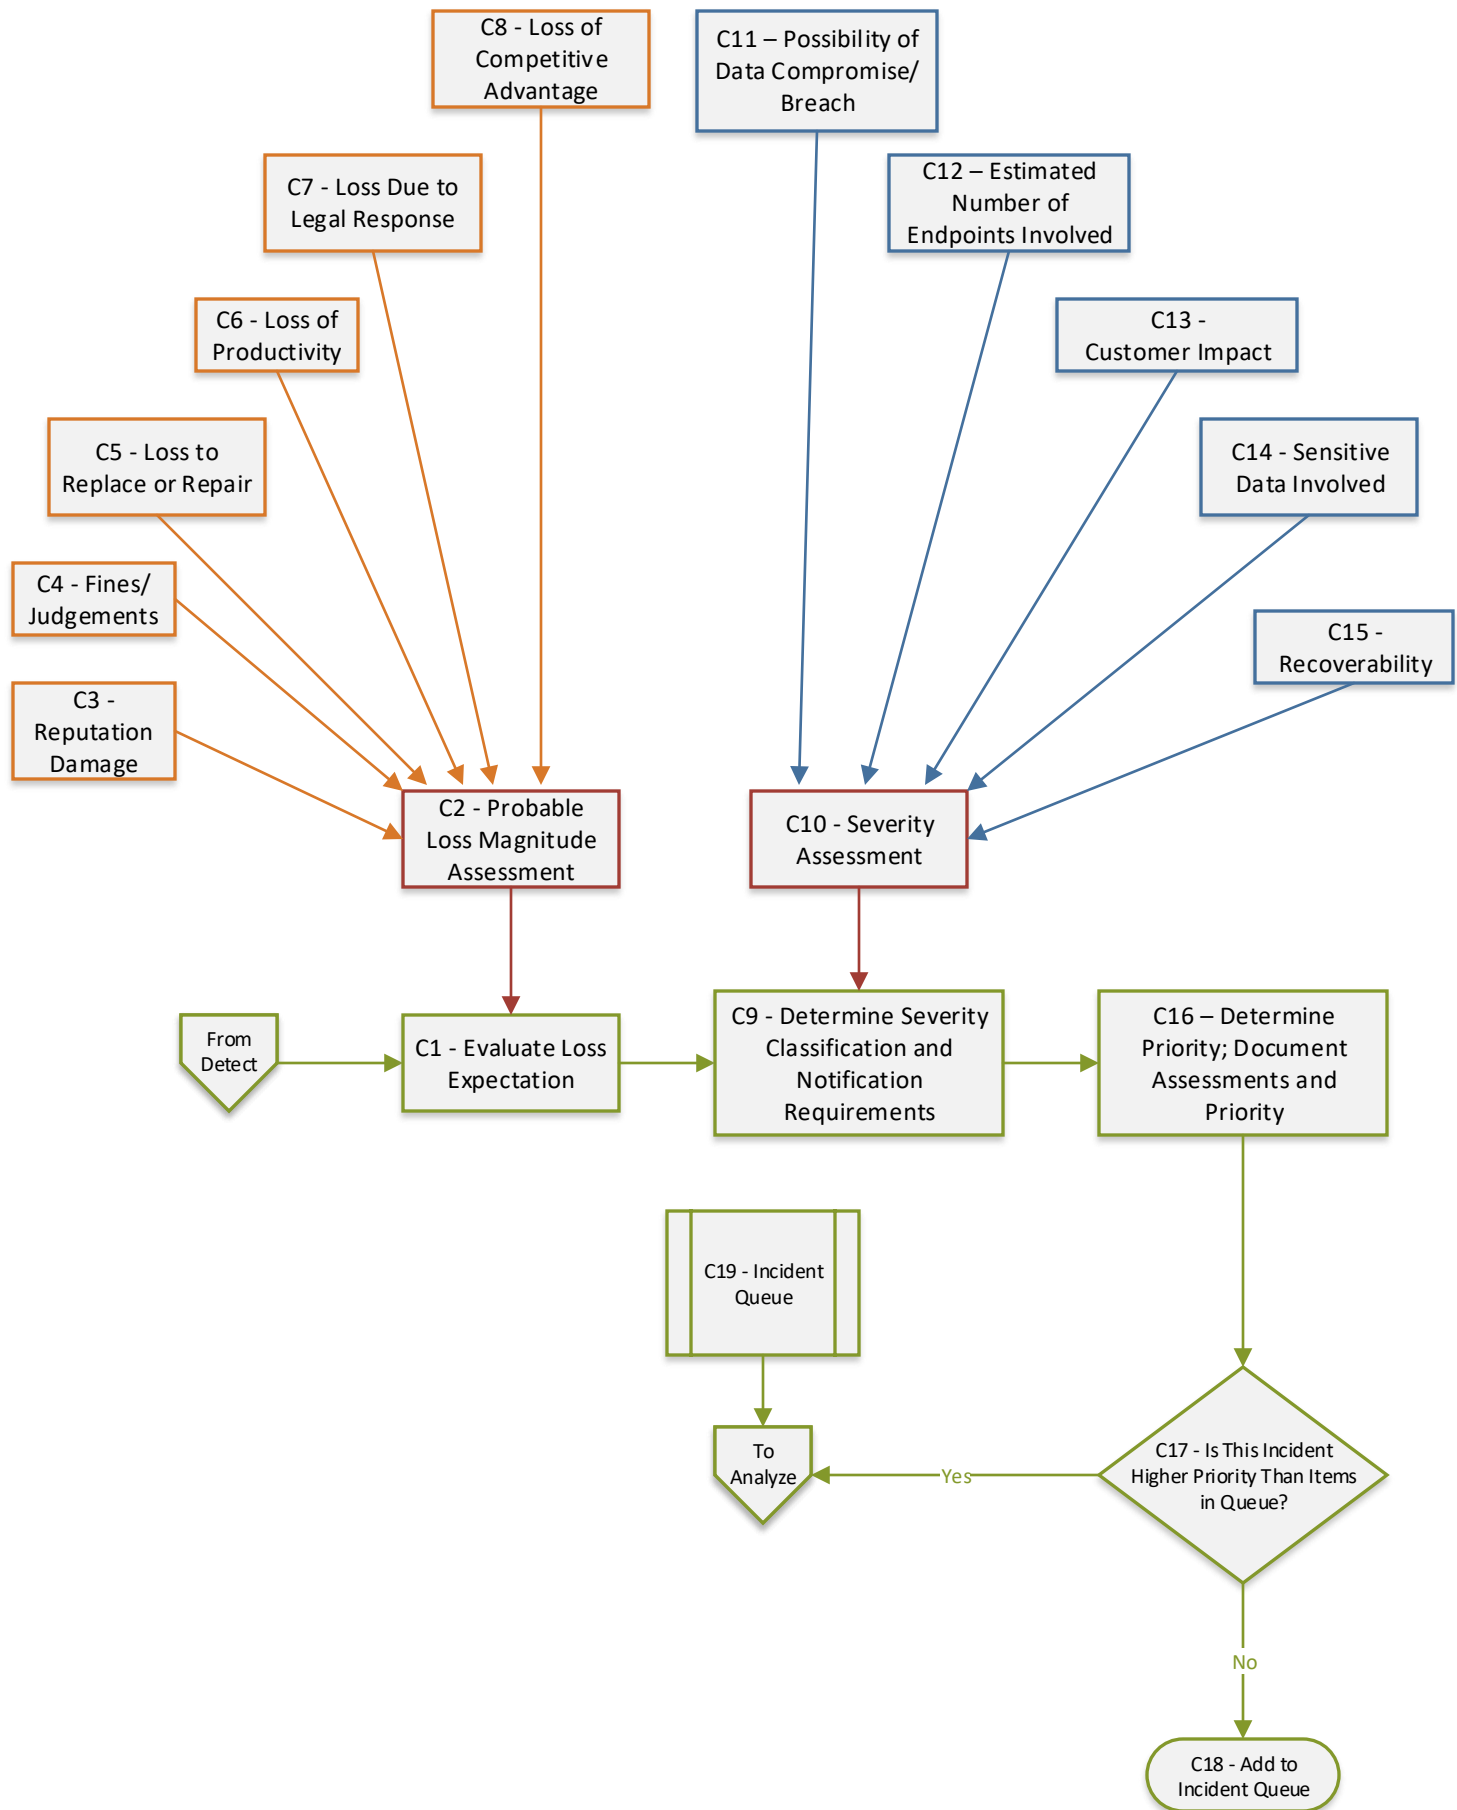 C8 - Loss of
Competitive
Advantage
C11 – Possibility of
Data Compromise/
Breach
C7 - Loss Due to
Legal Response
C12 – Estimated
Number of
Endpoints Involved
C6 - Loss of
Productivity
C13 -
Customer Impact
C5 - Loss to
Replace or Repair
C14 - Sensitive
Data Involved
C4 - Fines/
Judgements
C15 -
Recoverability
C3 -
Reputation
Damage
C2 - Probable
Loss Magnitude
Assessment
C10 - Severity
Assessment
From
Detect
C1 - Evaluate Loss
Expectation
C9 - Determine Severity
Classification and
Notification
Requirements
C16 – Determine
Priority; Document
Assessments and
Priority
C19 - Incident
Queue
To
Analyze
Yes
C17 - Is This Incident
Higher Priority Than Items
in Queue?
No
C18 - Add to
Incident Queue